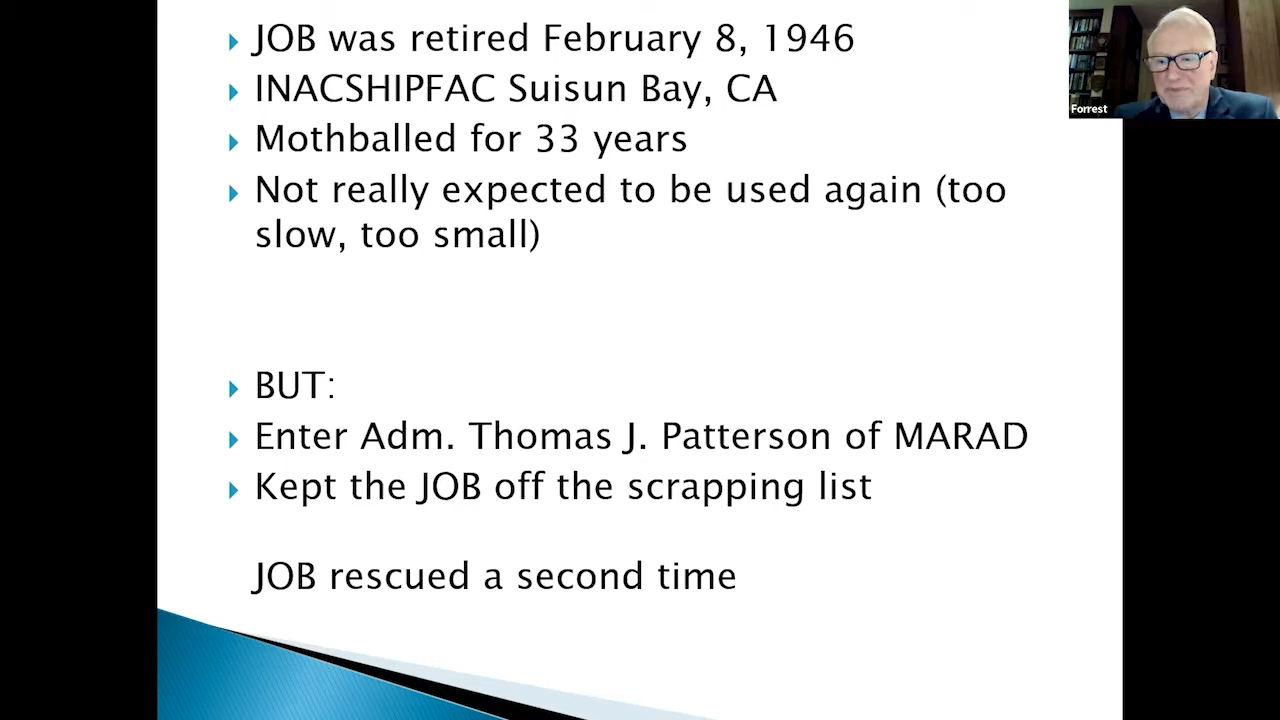 JOB was retired February 8, 1946
INACSHIPFAC Suisun Bay, CA
Mothballed for 33 years
Not really expected to be used again (too
slow, too small)
BUT:
Enter Adm. Thomas J. Patterson of MARAD
Kept the JOB off the scrapping list
JOB rescued a second time
Forrest